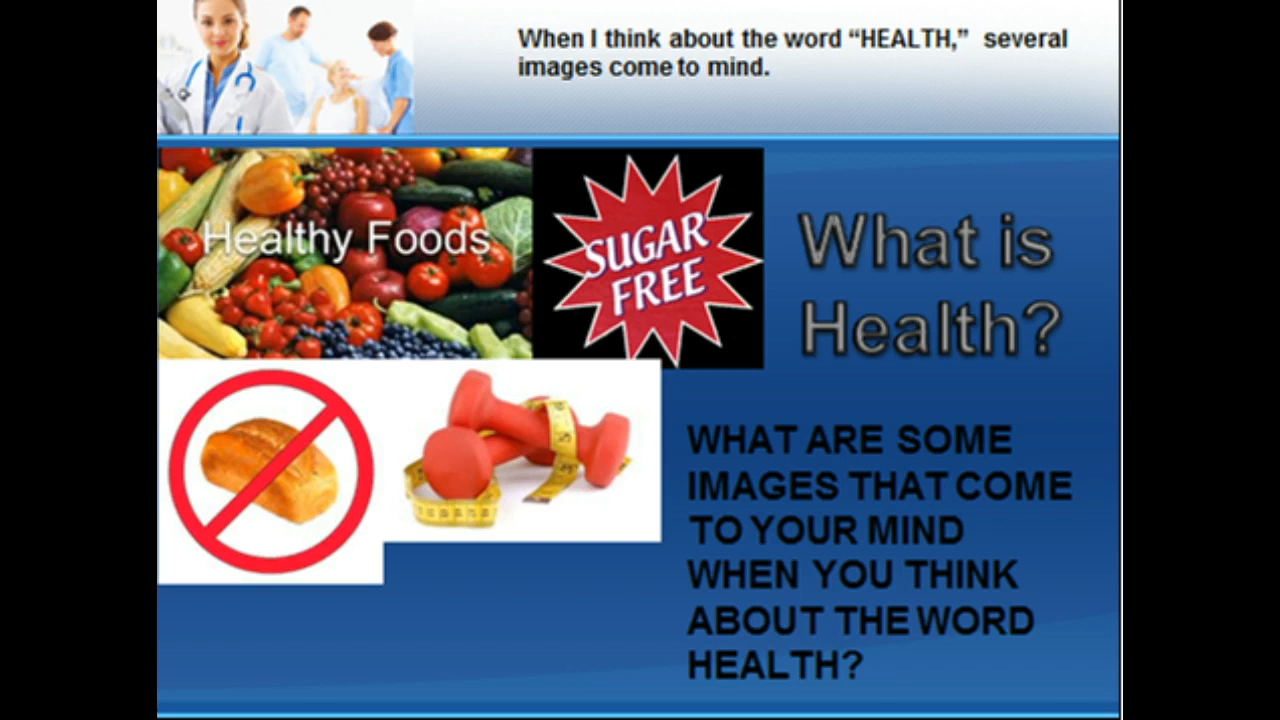 When I think about the word “HEALTH,” several
images come to mind.
Healthy Foods
SUGAR
FREE
What is
Health?
WHAT ARE SOME
IMAGES THAT COME
TO YOUR MIND
WHEN YOU THINK
ABOUT THE WORD
HEALTH?